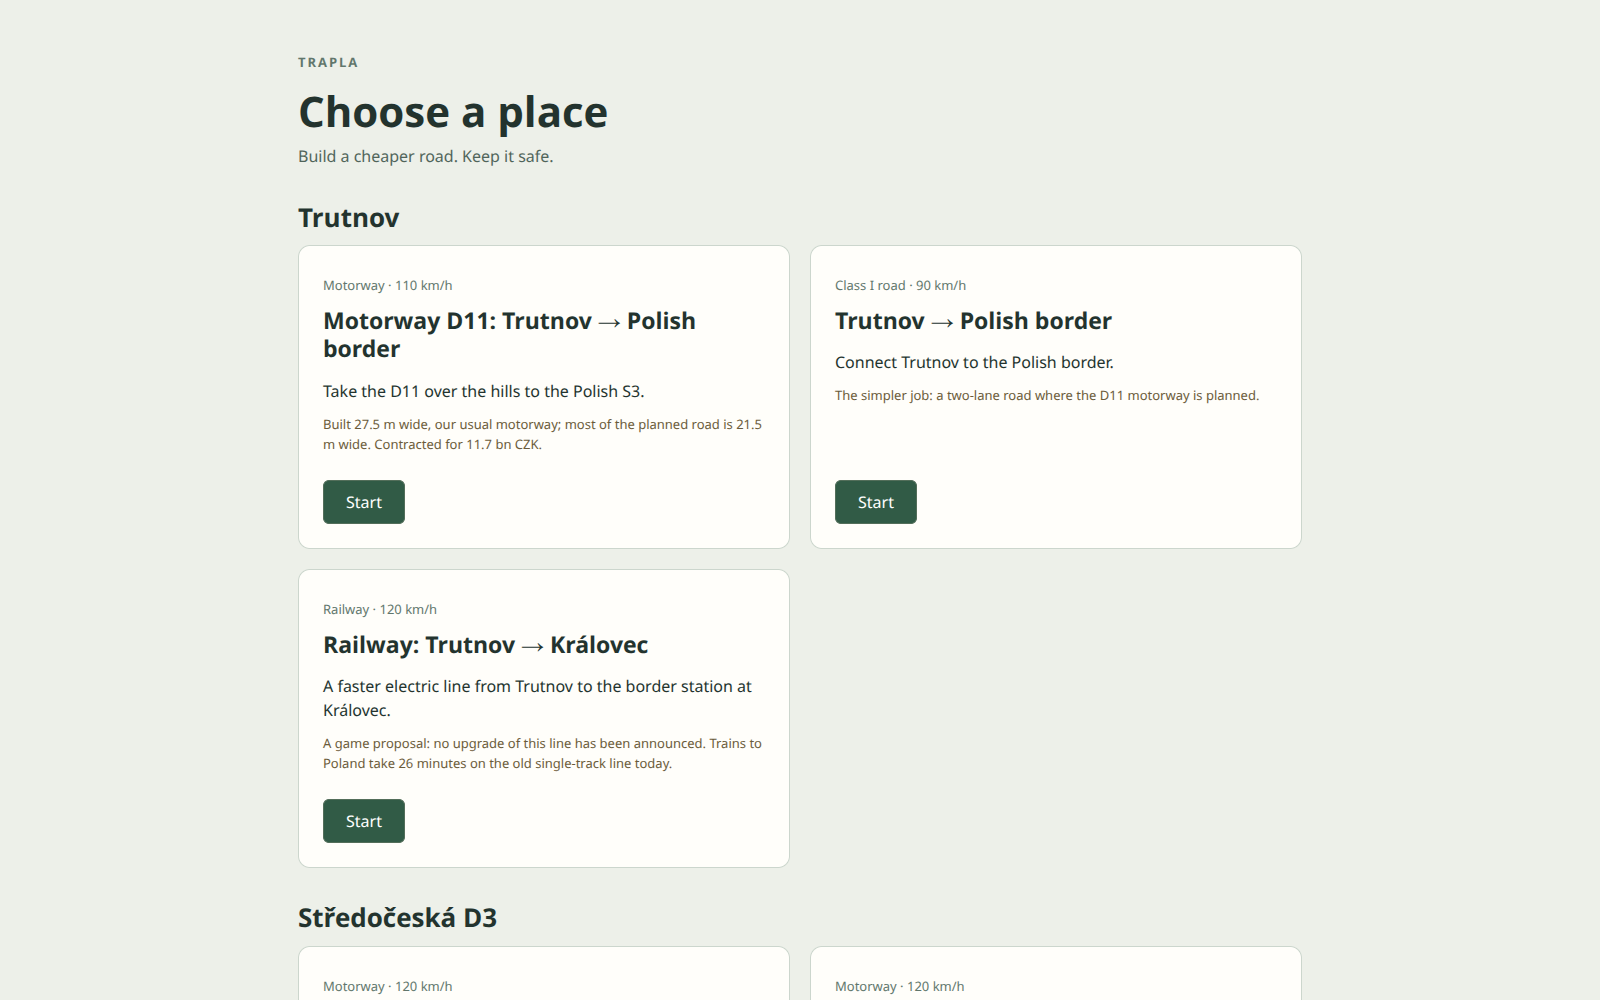 TRAPLA
Choose a place
Build a cheaper road. Keep it safe.
Trutnov
Motorway · 110 km/h
Motorway D11: Trutnov → Polish
border
Take the D11 over the hills to the Polish S3.
Built 27.5 m wide, our usual motorway; most of the planned road is 21.5
m wide. Contracted for 11.7 bn CZK.
Start
Class I road · 90 km/h
Trutnov → Polish border
Connect Trutnov to the Polish border.
The simpler job: a two-lane road where the D11 motorway is planned.
Start
Railway · 120 km/h
Railway: Trutnov → Královec
A faster electric line from Trutnov to the border station at
Královec.
A game proposal: no upgrade of this line has been announced. Trains to
Poland take 26 minutes on the old single-track line today.
Start
Středočeská D3
Motorway · 120 km/h
Motorway · 120 km/h